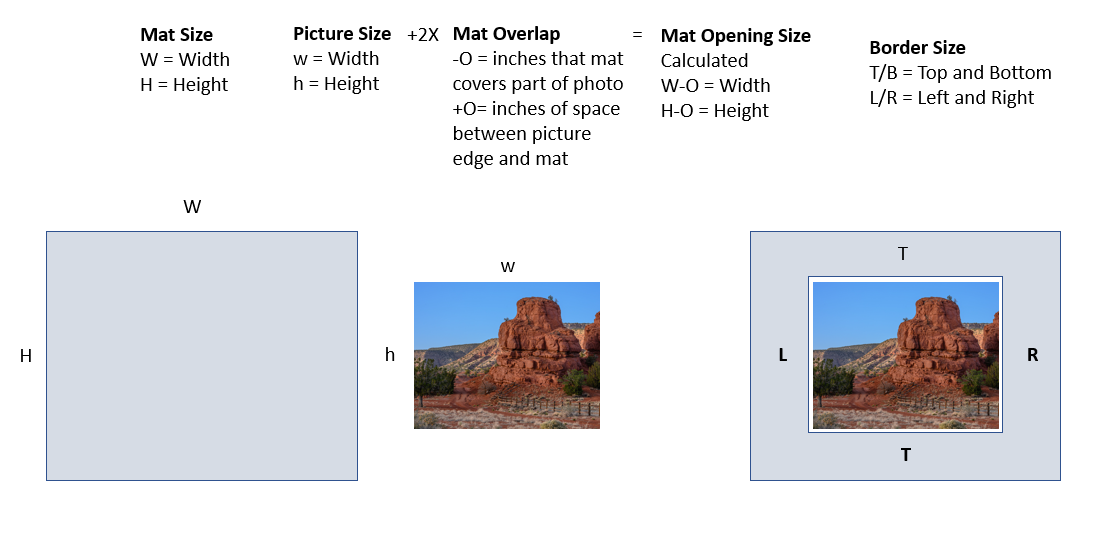 Mat Size
W = Width
H = Height
Picture Size
w = Width
h = Height
+2X
Mat Overlap
-O = inches that mat
covers part of photo
+O= inches of space
between picture
edge and mat
=
Mat Opening Size
Calculated
W-O = Width
H-O = Height
Border Size
T/B = Top and Bottom
L/R = Left and Right
W
H
w
h
T
L
R
T